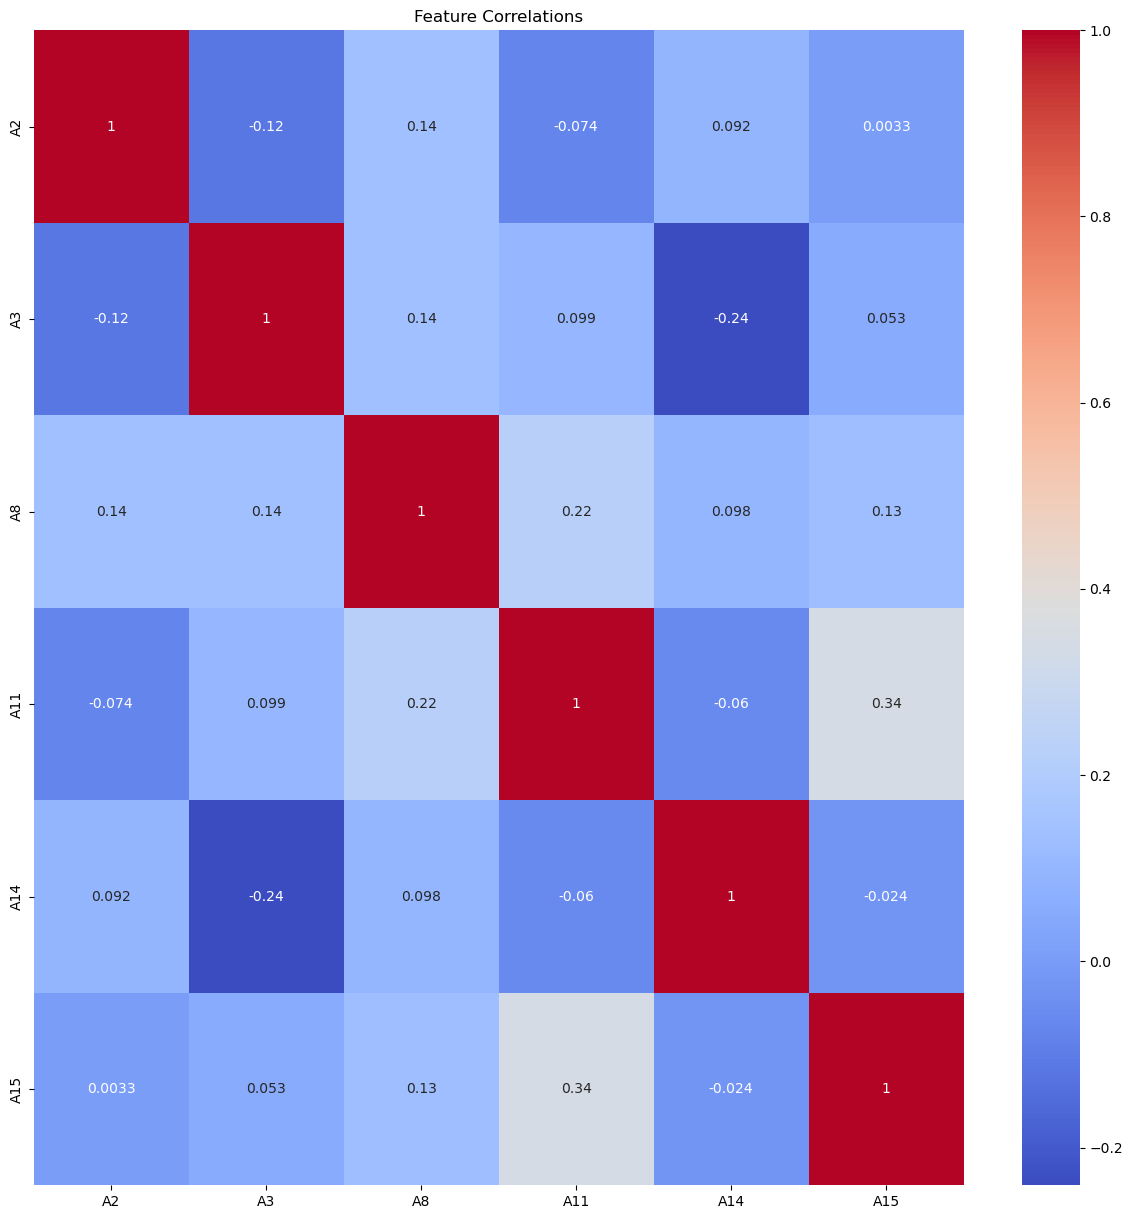 Feature Correlations
A2 1 -0.12 0.14 -0.074 0.092 0.0033
A3 -0.12 1 0.14 0.099 -0.24 0.053
A8 0.14 0.14 1 0.22 0.098 0.13
A11 -0.074 0.099 0.22 1 -0.06 0.34
A14 0.092 -0.24 0.098 -0.06 1 -0.024
A15 0.0033 0.053 0.13 0.34 -0.024 1
A2 A3 A8 A11 A14 A15
1.0
0.8
0.6
0.4
0.2
0.0
−0.2